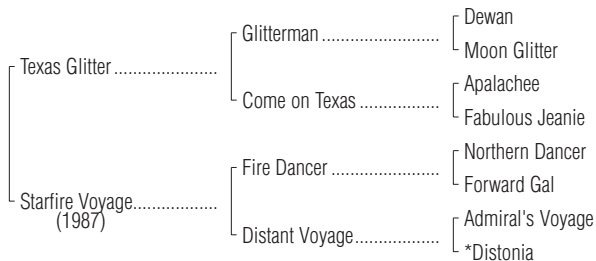 Dewan
Glitterman
Moon Glitter
Texas Glitter
Apalachee
Come on Texas
Fabulous Jeanie
Northern Dancer
Fire Dancer
Forward Gal
Starfire Voyage
(1987)
Admiral's Voyage
Distant Voyage
*Distonia